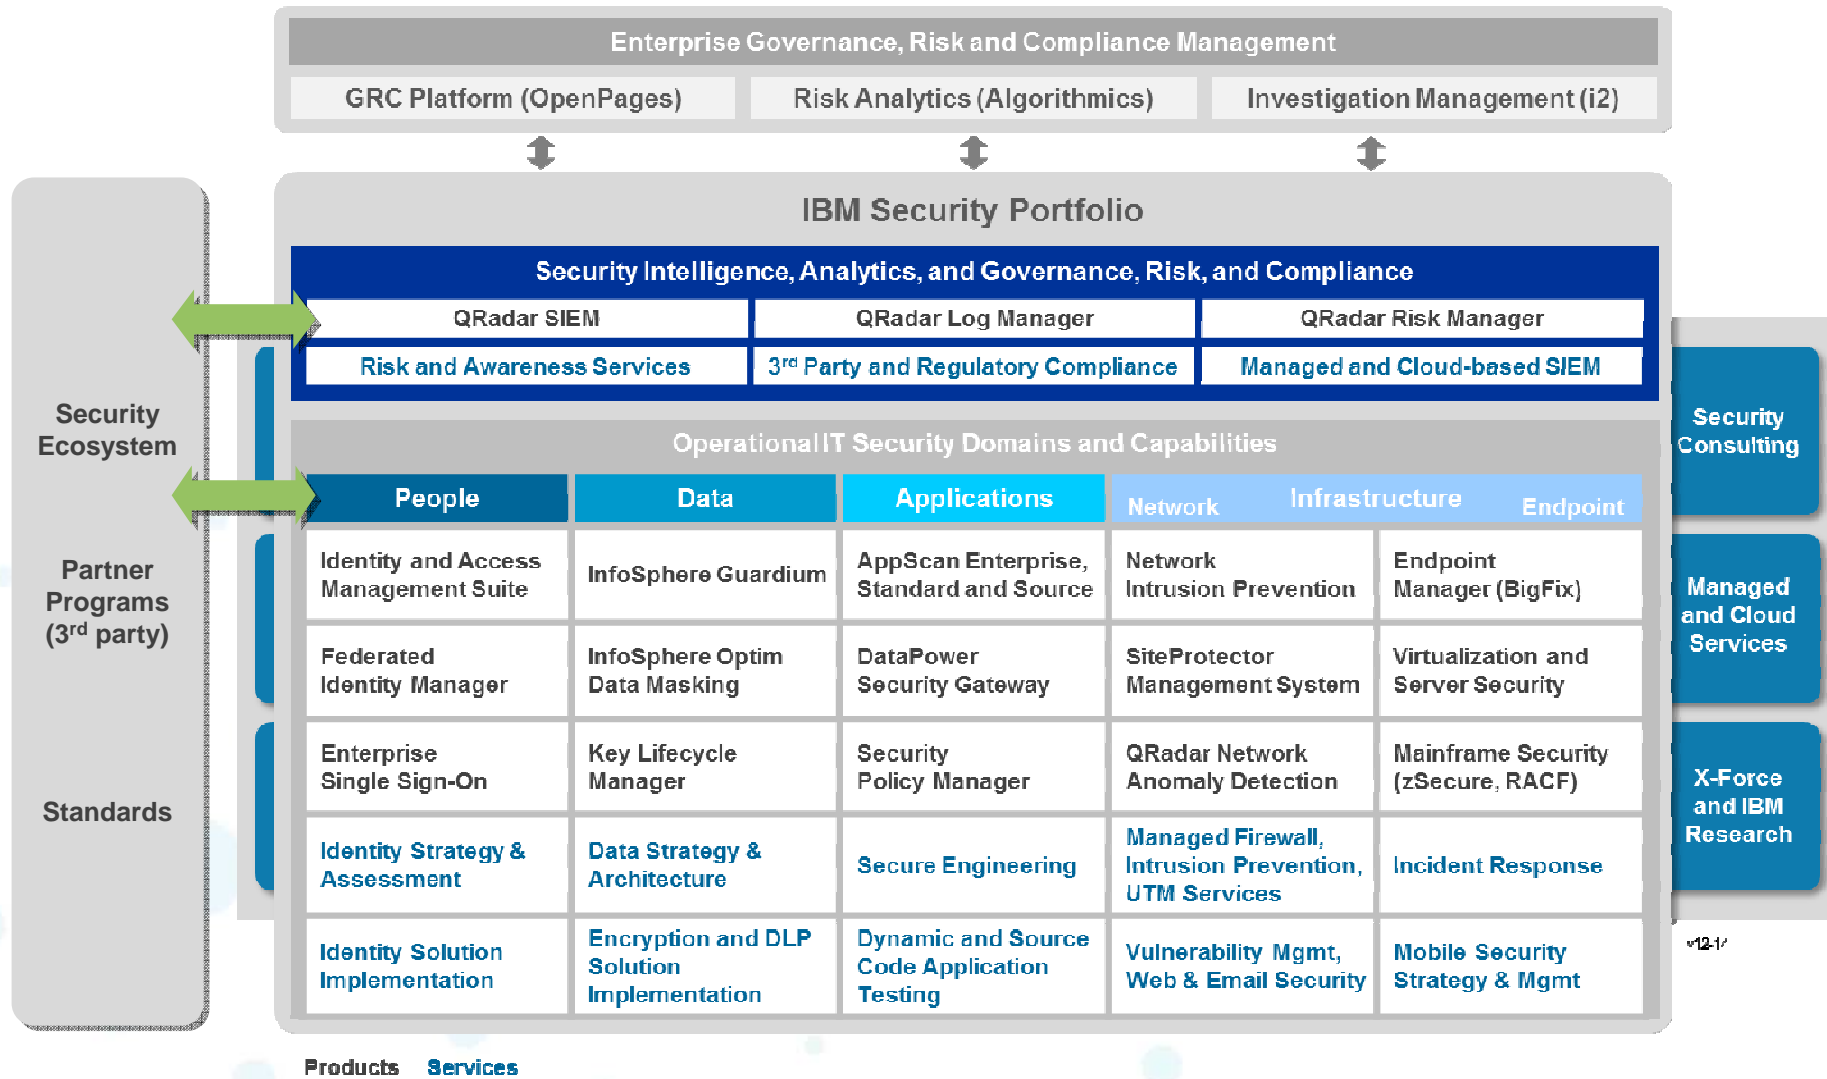 Enterprise Governance, Risk and Compliance Management
GRC Platform (OpenPages)
Risk Analytics (Algorithmics)
Investigation Management (i2)
IBM Security Portfolio
Security Intelligence, Analytics, and Governance, Risk, and Compliance
QRadar SIEM
QRadar Log Manager
QRadar Risk Manager
Risk and Awareness Services
3rd Party and Regulatory Compliance
Managed and Cloud-based SIEM
Security
Ecosystem
Partner
Programs
(3rd party)
Standards
Operational IT Security Domains and Capabilities
People
Data
Applications
Infrastructure
Network
Endpoint
Identity and Access
Management Suite
InfoSphere Guardium
AppScan Enterprise,
Standard and Source
Network
Intrusion Prevention
Endpoint
Manager (BigFix)
Federated
Identity Manager
InfoSphere Optim
Data Masking
DataPower
Security Gateway
SiteProtector
Management System
Virtualization and
Server Security
Enterprise
Single Sign-On
Key Lifecycle
Manager
Security
Policy Manager
QRadar Network
Anomaly Detection
Mainframe Security
(zSecure, RACF)
Identity Strategy &
Assessment
Data Strategy &
Architecture
Secure Engineering
Managed Firewall,
Intrusion Prevention,
UTM Services
Incident Response
Identity Solution
Implementation
Encryption and DLP
Solution
Implementation
Dynamic and Source
Code Application
Testing
Vulnerability Mgmt,
Web & Email Security
Mobile Security
Strategy & Mgmt
Security
Consulting
Managed
and Cloud
Services
X-Force
and IBM
Research
Products
Services